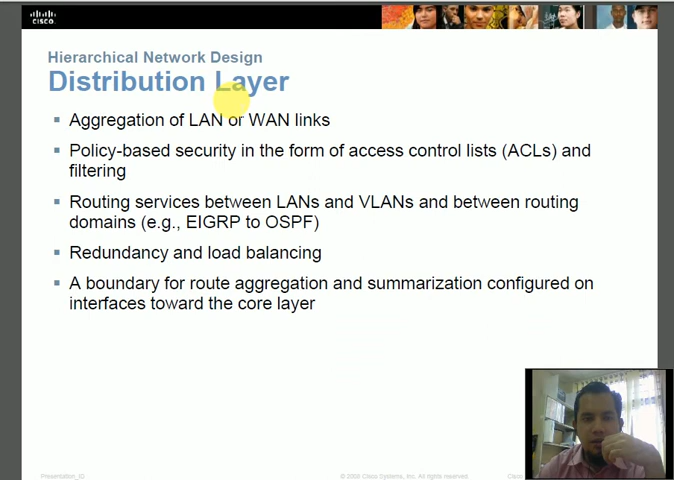 CISCO
Hierarchical Network Design
Distribution Layer
Aggregation of LAN or WAN links
Policy-based security in the form of access control lists (ACLs) and
filtering
Routing services between LANs and VLANs and between routing
domains (e.g., EIGRP to OSPF)
Redundancy and load balancing
A boundary for route aggregation and summarization configured on
interfaces toward the core layer
Presentation_ID
© 2008 Cisco Systems, Inc. All rights reserved.
Cisco